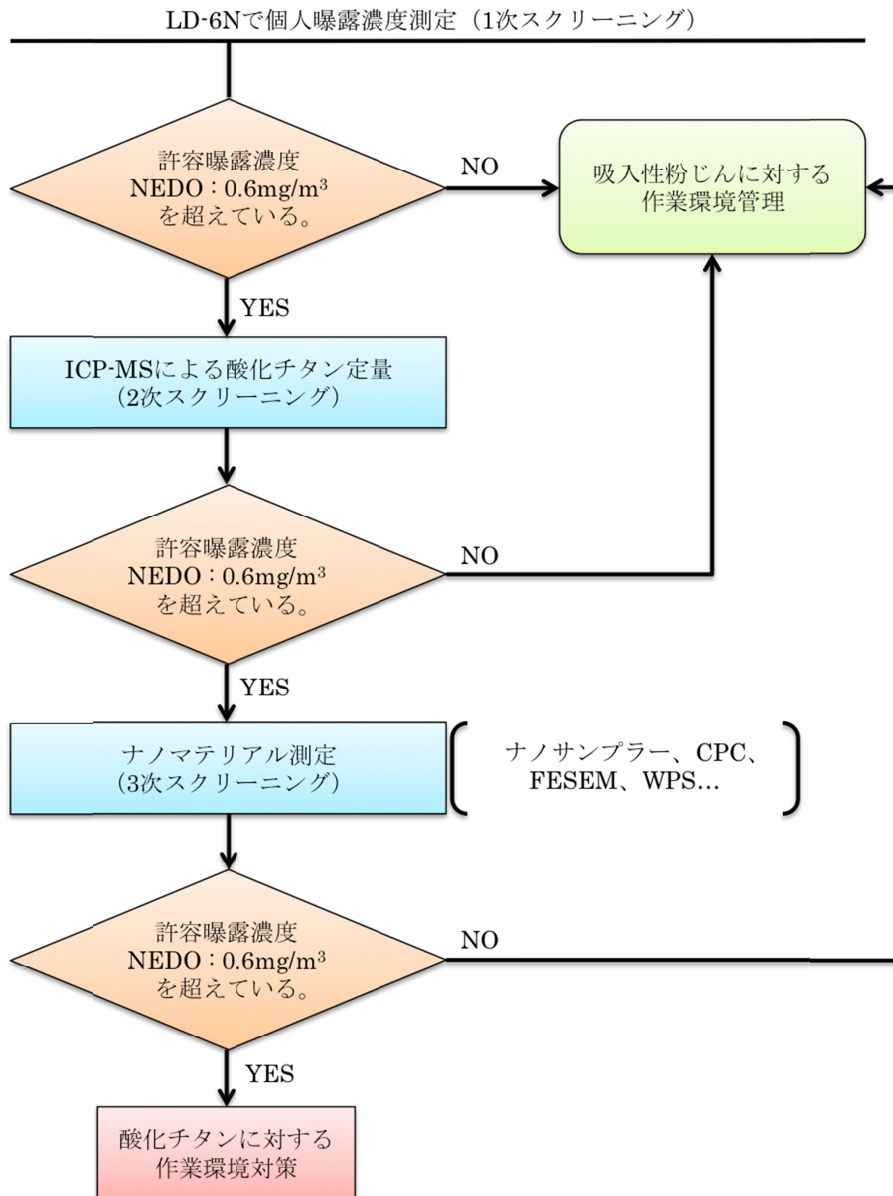 LD-6Nで個人曝露濃度測定（1次スクリーニング）
許容曝露濃度
NEDO：0.6mg/m³
を超えている。
NO
吸入性粉じんに対する
作業環境管理
YES
ICP-MSによる酸化チタン定量
（2次スクリーニング）
許容曝露濃度
NEDO：0.6mg/m³
を超えている。
NO
YES
ナノマテリアル測定
（3次スクリーニング）
ナノサンプラー、CPC、
FESEM、WPS…
許容曝露濃度
NEDO：0.6mg/m³
を超えている。
NO
YES
酸化チタンに対する
作業環境対策